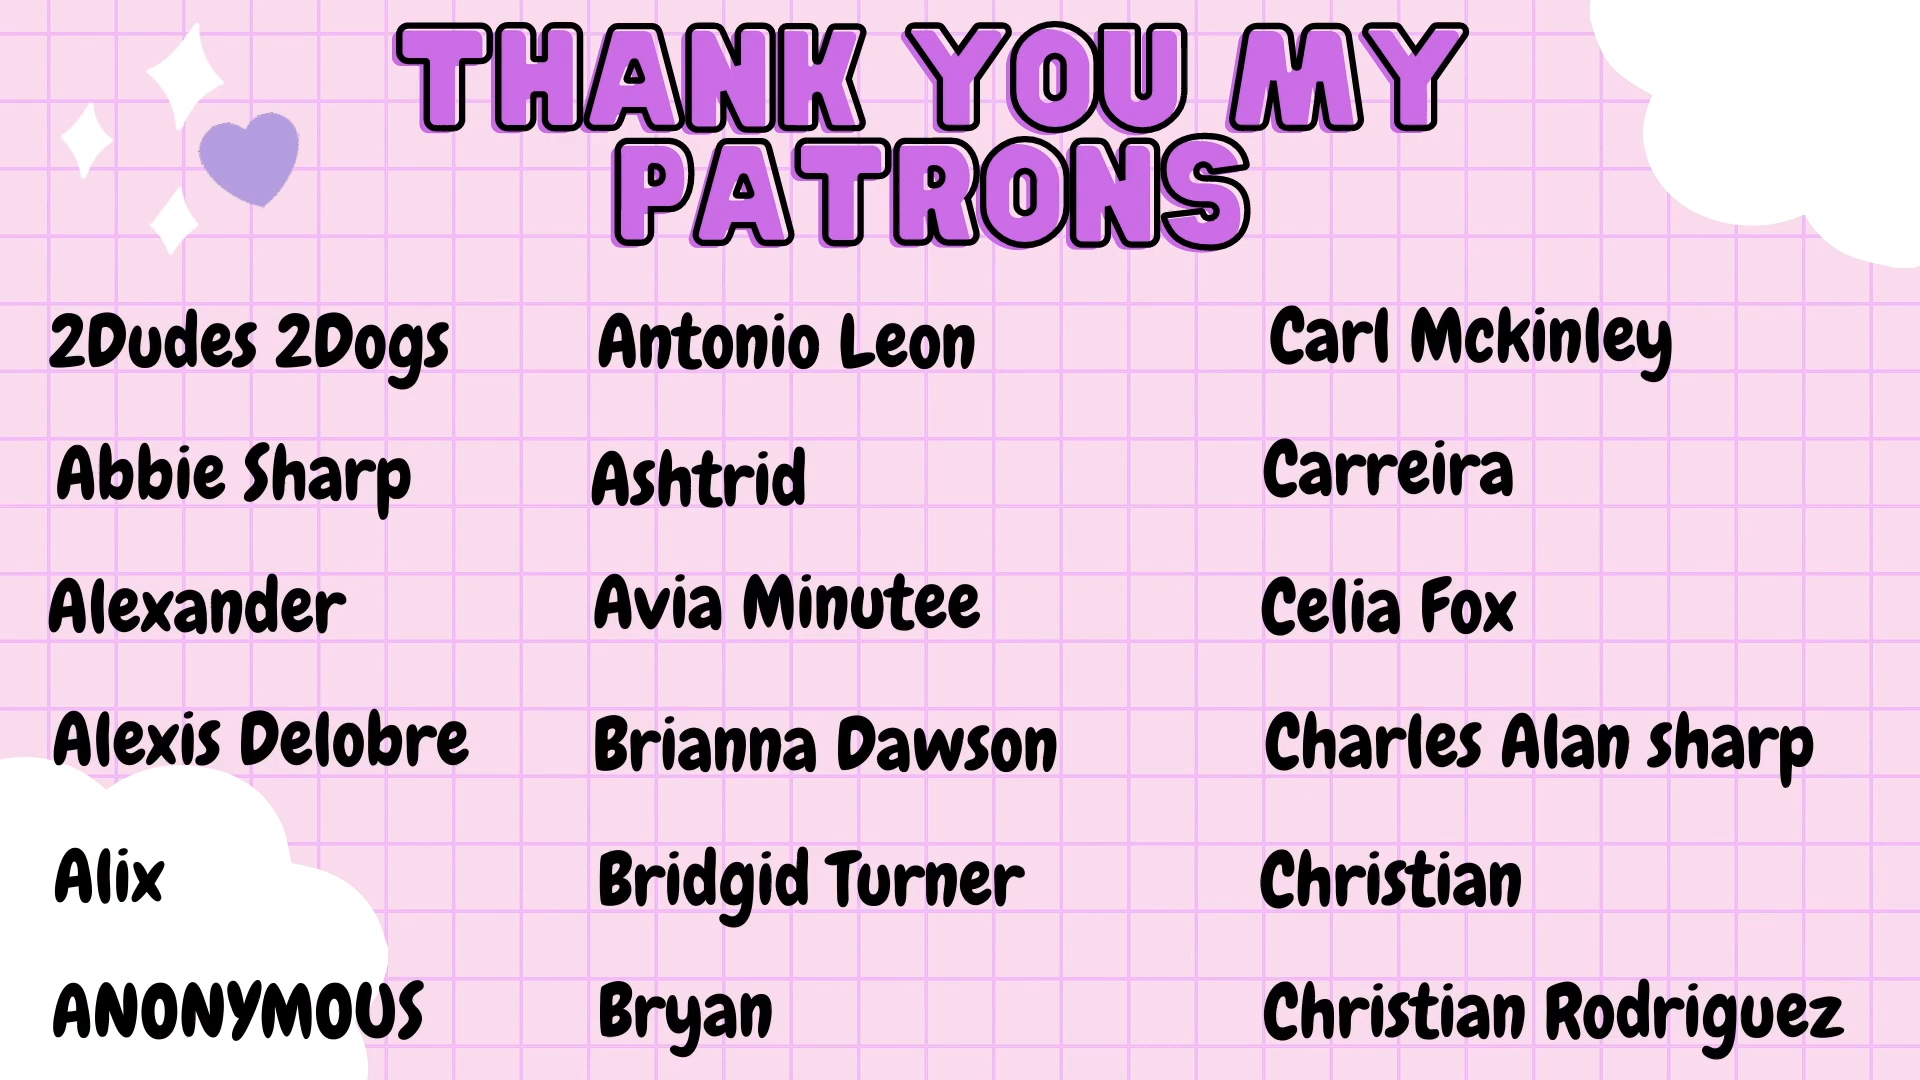 THANK YOU MY
PATRONS
2Dudes 2Dogs
Abbie Sharp
Alexander
Alexis Delobre
Alix
ANONYMOUS
Antonio Leon
Ashtrid
Avia Minutee
Brianna Dawson
Bridgid Turner
Bryan
Carl Mckinley
Carreira
Celia Fox
Charles Alan sharp
Christian
Christian Rodriguez